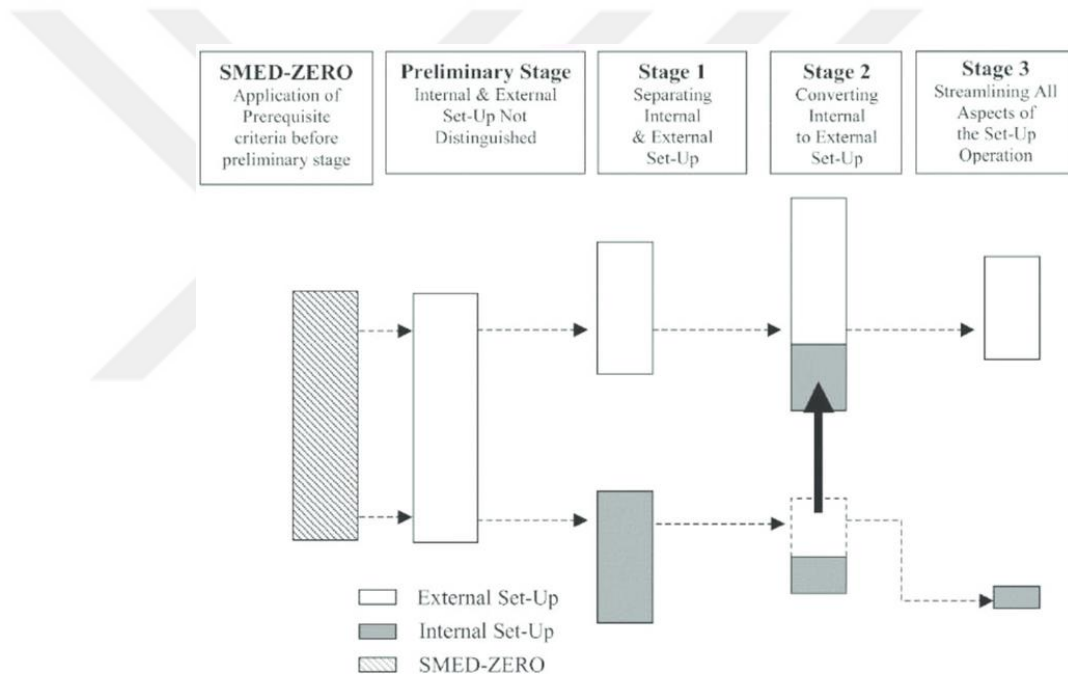 SMED-ZERO
Application of
Prerequisite
criteria before
preliminary stage
Preliminary Stage
Internal & External
Set-Up Not
Distinguished
Stage 1
Separating
Internal
& External
Set-Up
Stage 2
Converting
Internal
to External
Set-Up
Stage 3
Streamlining All
Aspects of
the Set-Up
Operation
External Set-Up
Internal Set-Up
SMED-ZERO